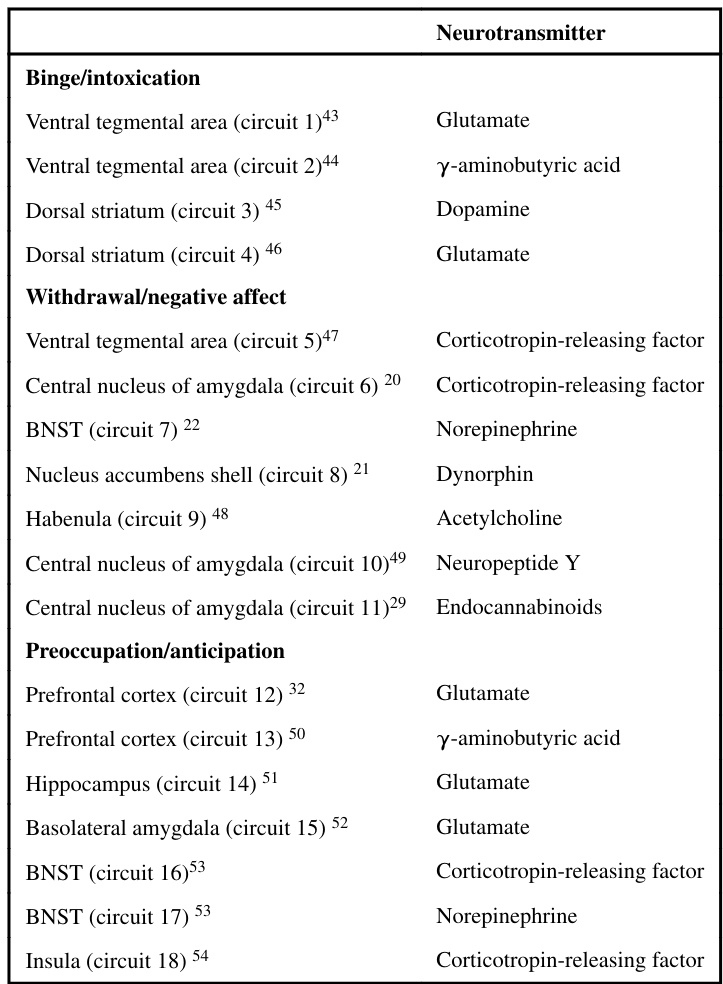 Neurotransmitter
Binge/intoxication
Ventral tegmental area (circuit 1)43 Glutamate
Ventral tegmental area (circuit 2)44 γ-aminobutyric acid
Dorsal striatum (circuit 3) 45 Dopamine
Dorsal striatum (circuit 4) 46 Glutamate
Withdrawal/negative affect
Ventral tegmental area (circuit 5)47 Corticotropin-releasing factor
Central nucleus of amygdala (circuit 6) 20 Corticotropin-releasing factor
BNST (circuit 7) 22 Norepinephrine
Nucleus accumbens shell (circuit 8) 21 Dynorphin
Habenula (circuit 9) 48 Acetylcholine
Central nucleus of amygdala (circuit 10)49 Neuropeptide Y
Central nucleus of amygdala (circuit 11)29 Endocannabinoids
Preoccupation/anticipation
Prefrontal cortex (circuit 12) 32 Glutamate
Prefrontal cortex (circuit 13) 50 γ-aminobutyric acid
Hippocampus (circuit 14) 51 Glutamate
Basolateral amygdala (circuit 15) 52 Glutamate
BNST (circuit 16)53 Corticotropin-releasing factor
BNST (circuit 17) 53 Norepinephrine
Insula (circuit 18) 54 Corticotropin-releasing factor